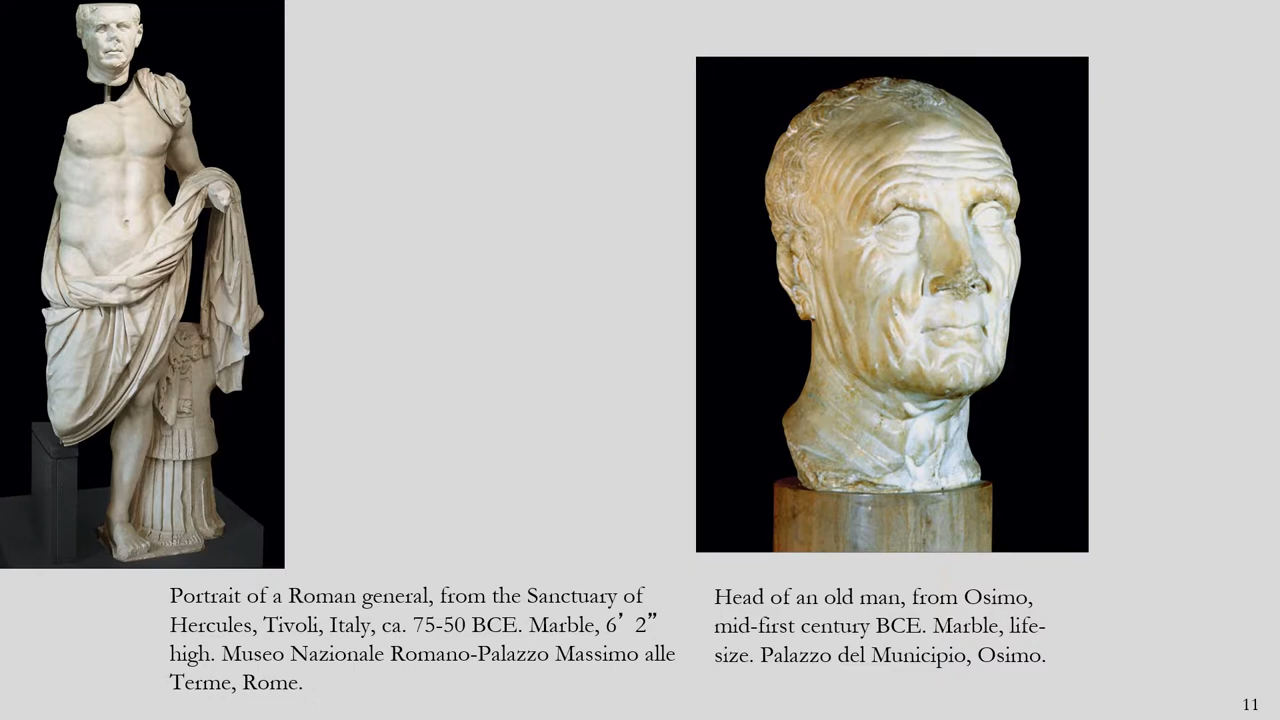 Portrait of a Roman general, from the Sanctuary of
Hercules, Tivoli, Italy, ca. 75-50 BCE. Marble, 6’ 2”
high. Museo Nazionale Romano-Palazzo Massimo alle
Terme, Rome.
Head of an old man, from Osimo,
mid-first century BCE. Marble, life-
size. Palazzo del Municipio, Osimo.
11